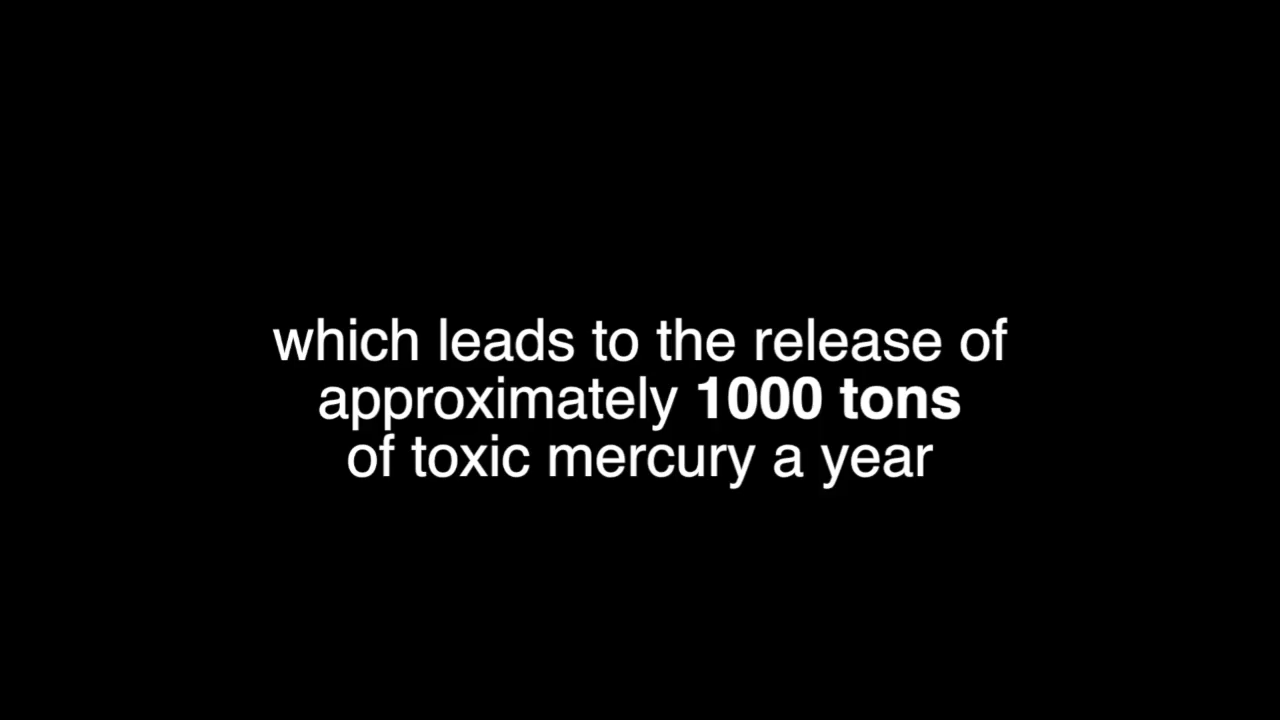 which leads to the release of
approximately 1000 tons
of toxic mercury a year